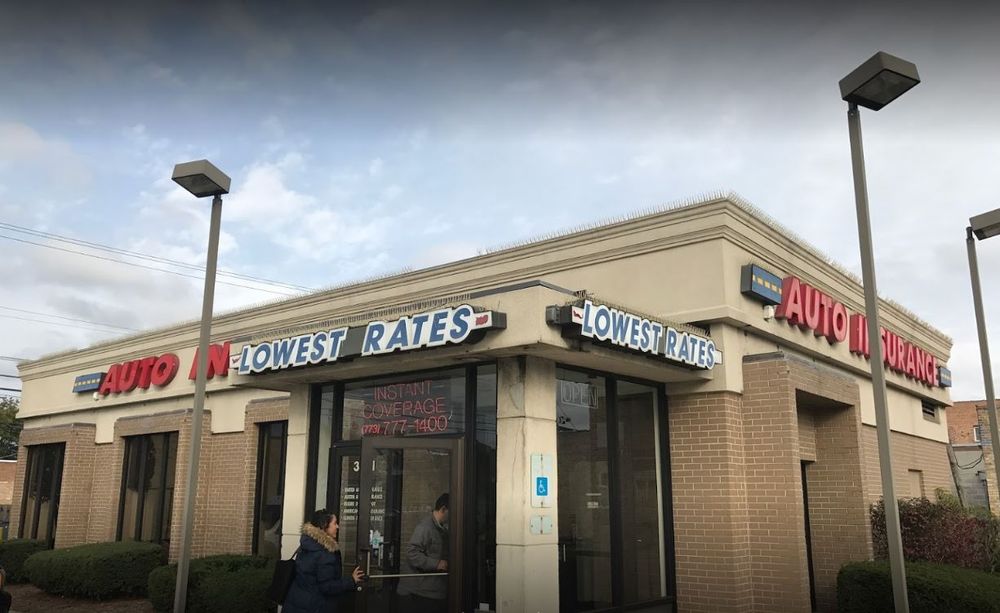 AUTO IN
LOWEST RATES
LOWEST RATES
AUTO INSURANCE
INSTANT
COVERAGE
(773) 777-1400
OPEN